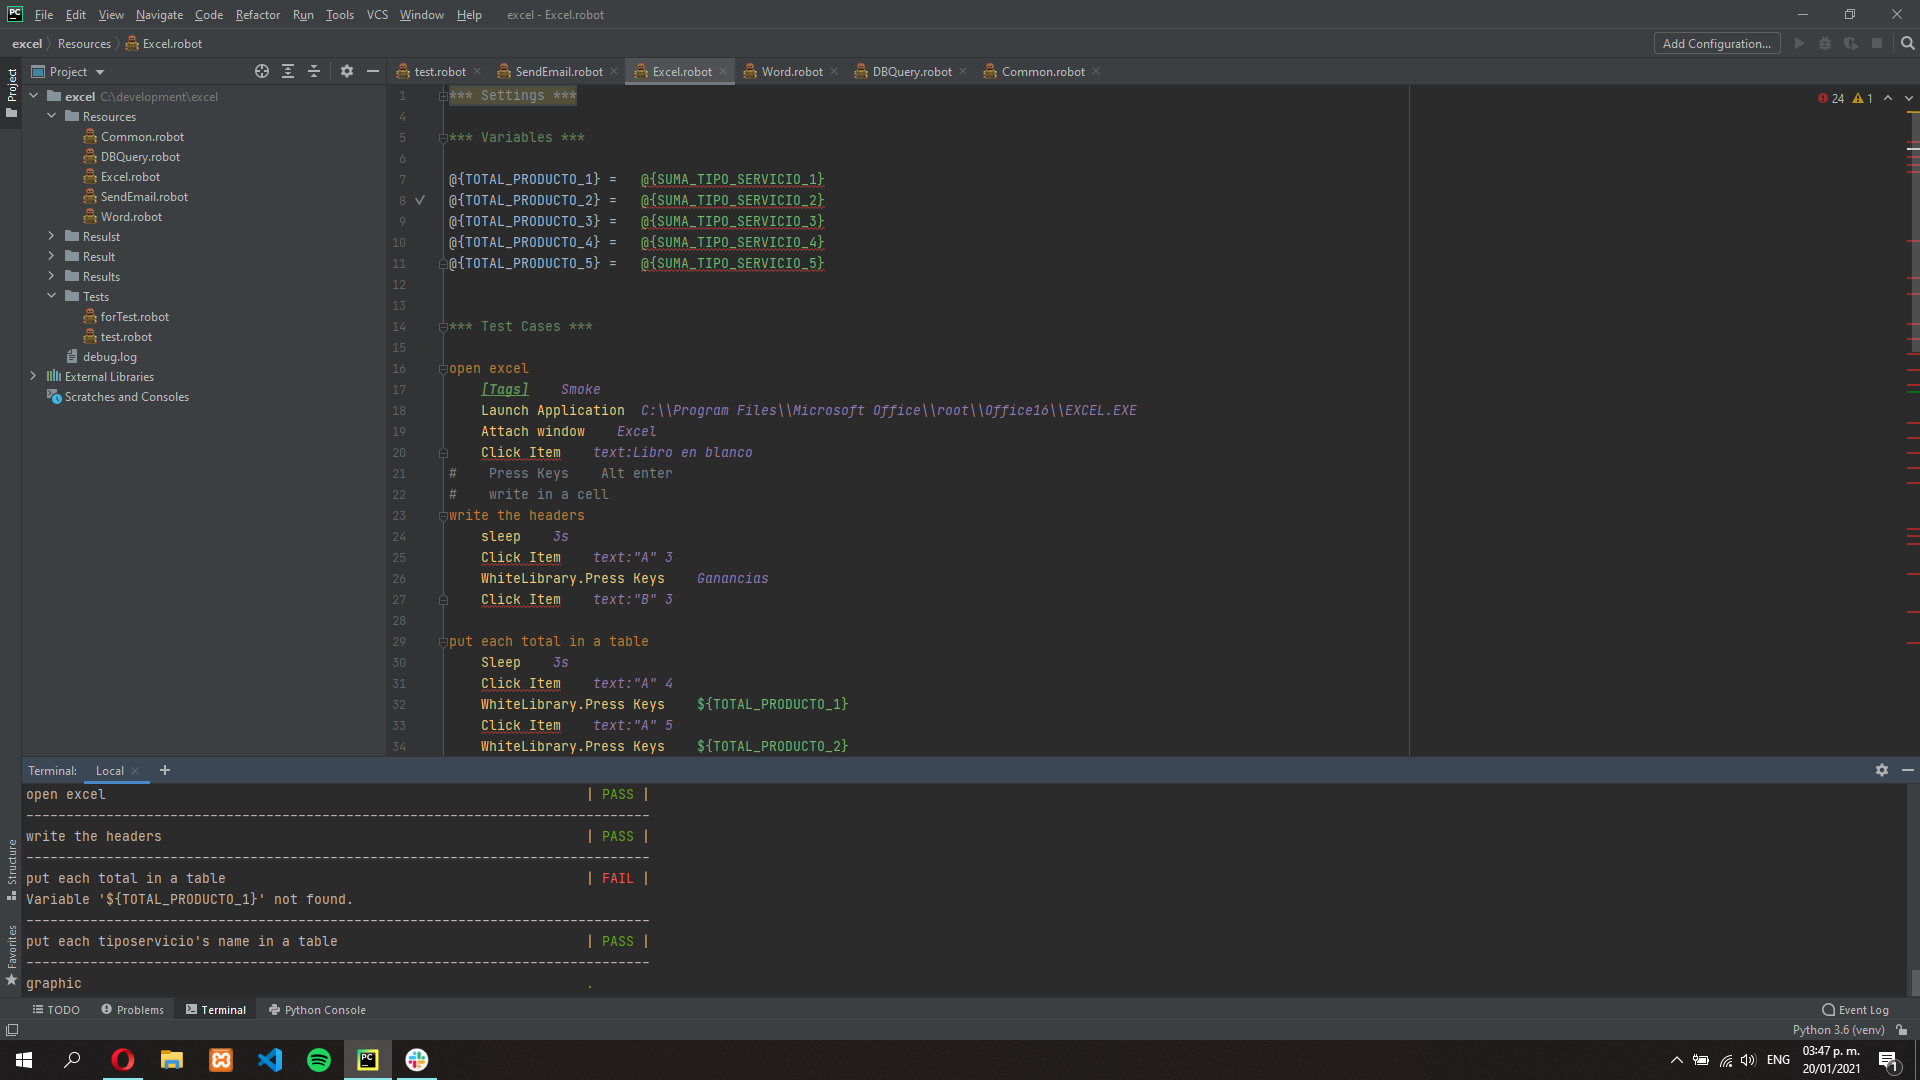 PC File Edit View Navigate Code Refactor Run Tools VCS Window Help excel - Excel.robot
excel Resources Excel.robot Add Configuration...
Project
Project
test.robot SendEmail.robot Excel.robot Word.robot DBQuery.robot Common.robot
excel C:\development\excel
Resources
Common.robot
DBQuery.robot
Excel.robot
SendEmail.robot
Word.robot
Resulst
Result
Results
Tests
forTest.robot
test.robot
debug.log
External Libraries
Scratches and Consoles
24 1
1 *** Settings ***
4
5 *** Variables ***
6
7 @{TOTAL_PRODUCTO_1} = @{SUMA_TIPO_SERVICIO_1}
8 @{TOTAL_PRODUCTO_2} = @{SUMA_TIPO_SERVICIO_2}
9 @{TOTAL_PRODUCTO_3} = @{SUMA_TIPO_SERVICIO_3}
10 @{TOTAL_PRODUCTO_4} = @{SUMA_TIPO_SERVICIO_4}
11 @{TOTAL_PRODUCTO_5} = @{SUMA_TIPO_SERVICIO_5}
12
13
14 *** Test Cases ***
15
16 open excel
17 [Tags] Smoke
18 Launch Application C:\\Program Files\\Microsoft Office\\root\\Office16\\EXCEL.EXE
19 Attach window Excel
20 Click Item text:Libro en blanco
21 # Press Keys Alt enter
22 # write in a cell
23 write the headers
24 sleep 3s
25 Click Item text:"A" 3
26 WhiteLibrary.Press Keys Ganancias
27 Click Item text:"B" 3
28
29 put each total in a table
30 Sleep 3s
31 Click Item text:"A" 4
32 WhiteLibrary.Press Keys ${TOTAL_PRODUCTO_1}
33 Click Item text:"A" 5
34 WhiteLibrary.Press Keys ${TOTAL_PRODUCTO_2}
Terminal: Local
open excel | PASS |
------------------------------------------------------------------------------
write the headers | PASS |
------------------------------------------------------------------------------
put each total in a table | FAIL |
Variable '${TOTAL_PRODUCTO_1}' not found.
------------------------------------------------------------------------------
put each tiposervicio's name in a table | PASS |
------------------------------------------------------------------------------
graphic .
Structure
Favorites
TODO Problems Terminal Python Console Event Log
Python 3.6 (venv)
PC ENG 03:47 p. m.
20/01/2021
1